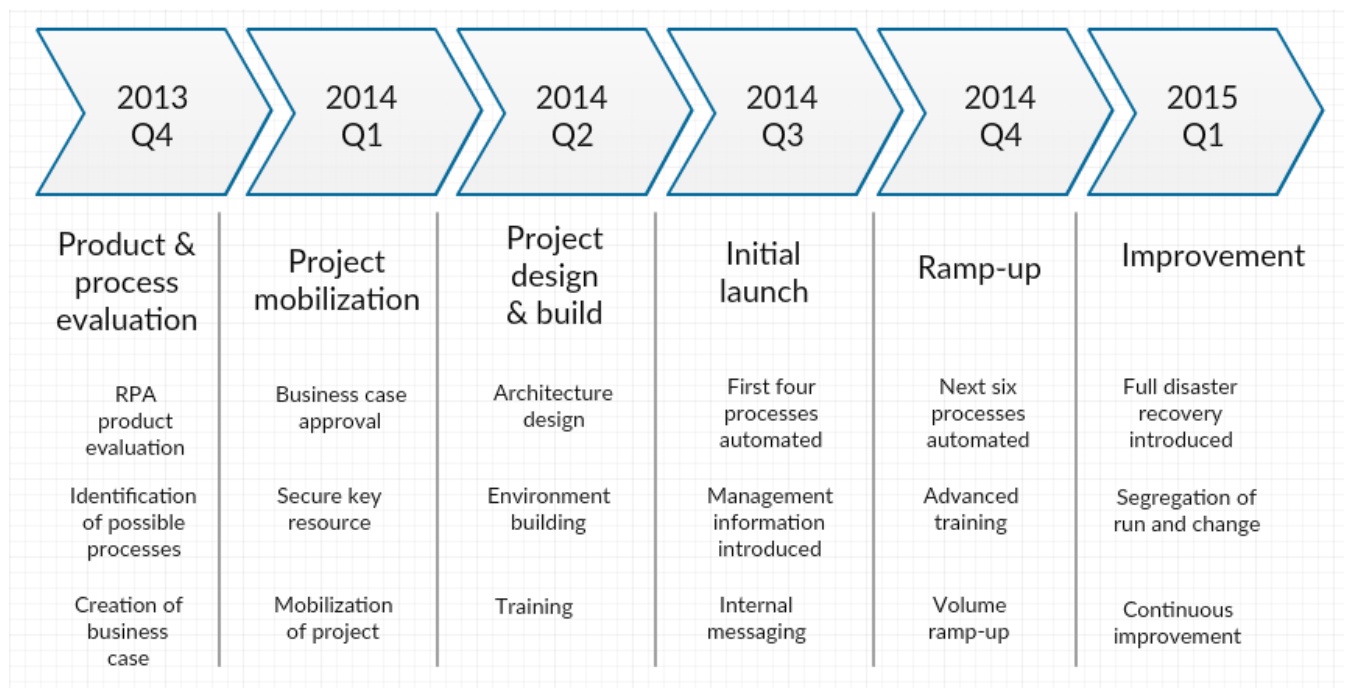 2013
Q4
2014
Q1
2014
Q2
2014
Q3
2014
Q4
2015
Q1
Product &
process
evaluation
Project
mobilization
Project
design
& build
Initial
launch
Ramp-up
Improvement
RPA
product
evaluation
Business case
approval
Architecture
design
First four
processes
automated
Next six
processes
automated
Full disaster
recovery
introduced
Identification
of possible
processes
Secure key
resource
Environment
building
Management
information
introduced
Advanced
training
Segregation of
run and change
Creation of
business
case
Mobilization
of project
Training
Internal
messaging
Volume
ramp-up
Continuous
improvement